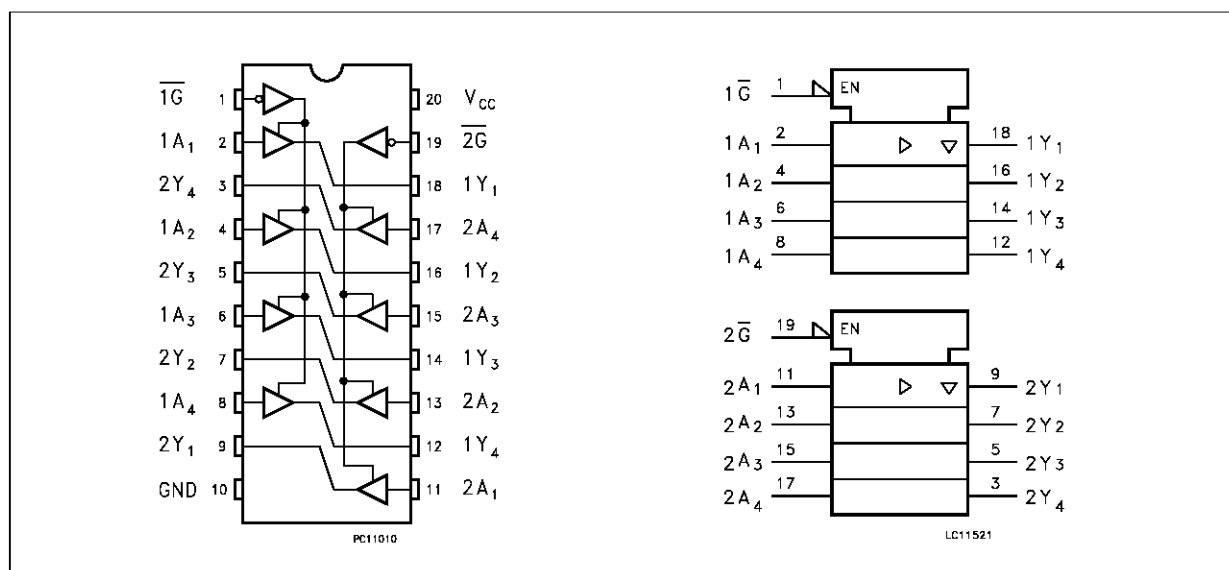 1G̅ 1 20 VCC
1A1 2 19 2G̅
2Y4 3 18 1Y1
1A2 4 17 2A4
2Y3 5 16 1Y2
1A3 6 15 2A3
2Y2 7 14 1Y3
1A4 8 13 2A2
2Y1 9 12 1Y4
GND 10 11 2A1
PC11010
1G̅ 1 EN
1A1 2 18 1Y1
1A2 4 16 1Y2
1A3 6 14 1Y3
1A4 8 12 1Y4
2G̅ 19 EN
2A1 11 9 2Y1
2A2 13 7 2Y2
2A3 15 5 2Y3
2A4 17 3 2Y4
LC11521